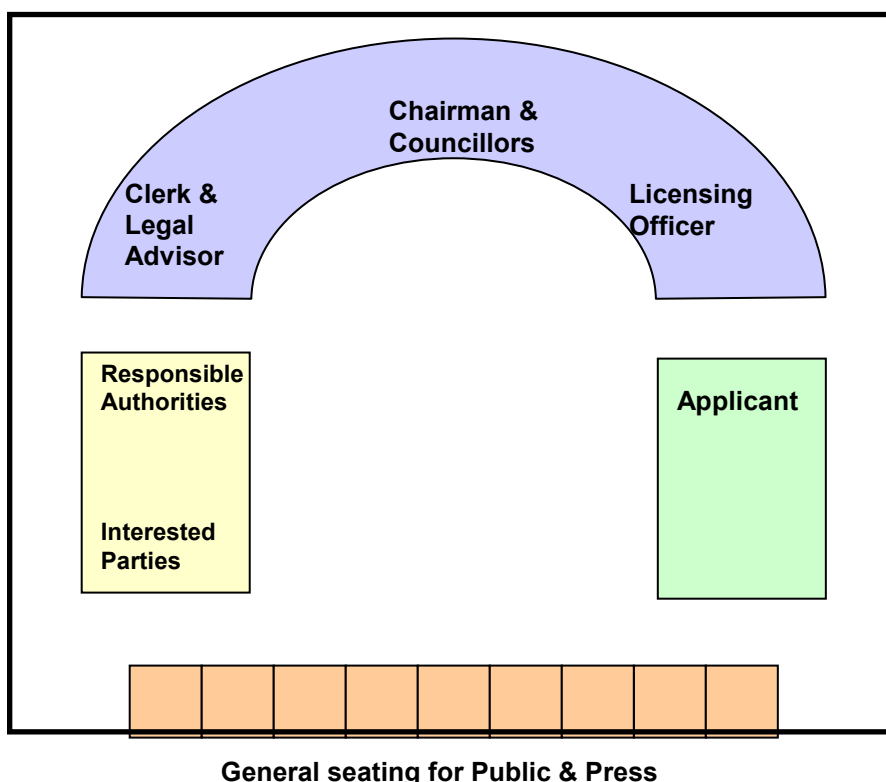 Chairman &
Councillors
Clerk &
Legal
Advisor
Licensing
Officer
Responsible
Authorities
Interested
Parties
Applicant
General seating for Public & Press